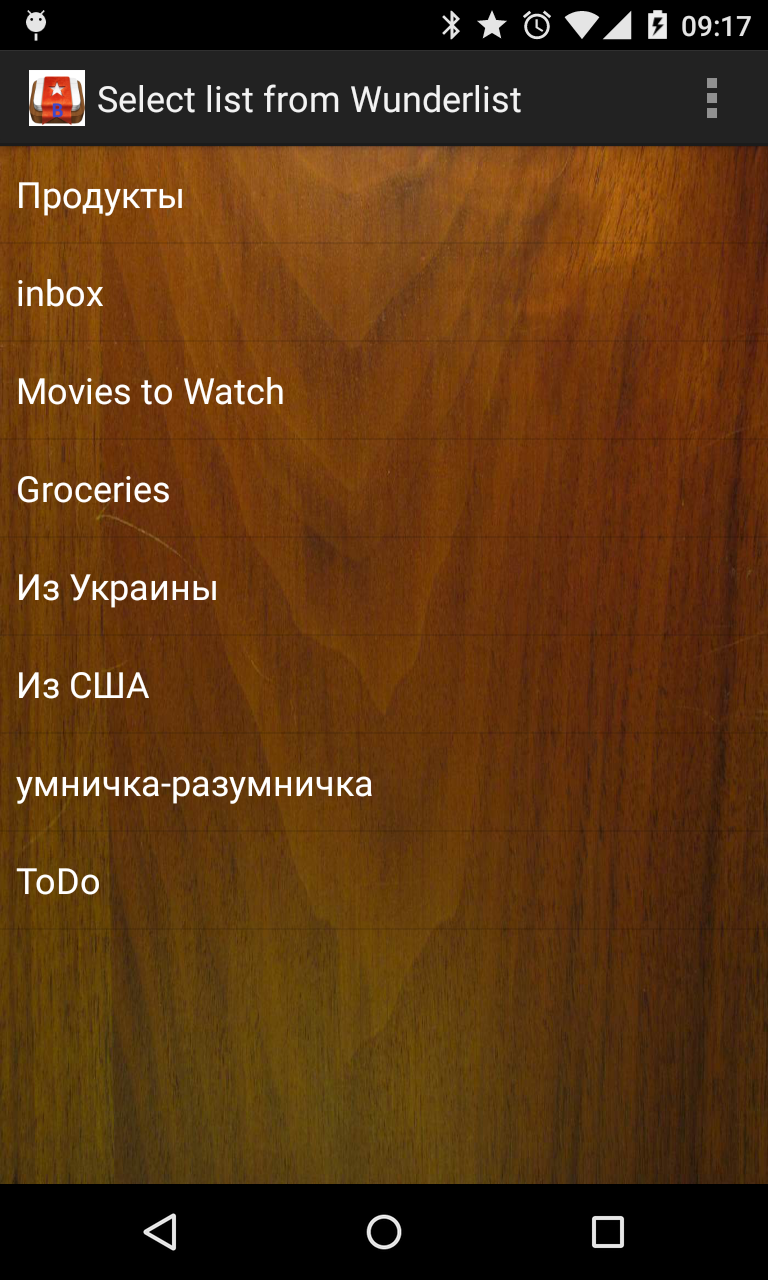 09:17
B
Select list from Wunderlist
Продукты
inbox
Movies to Watch
Groceries
Из Украины
Из США
умничка-разумничка
ToDo